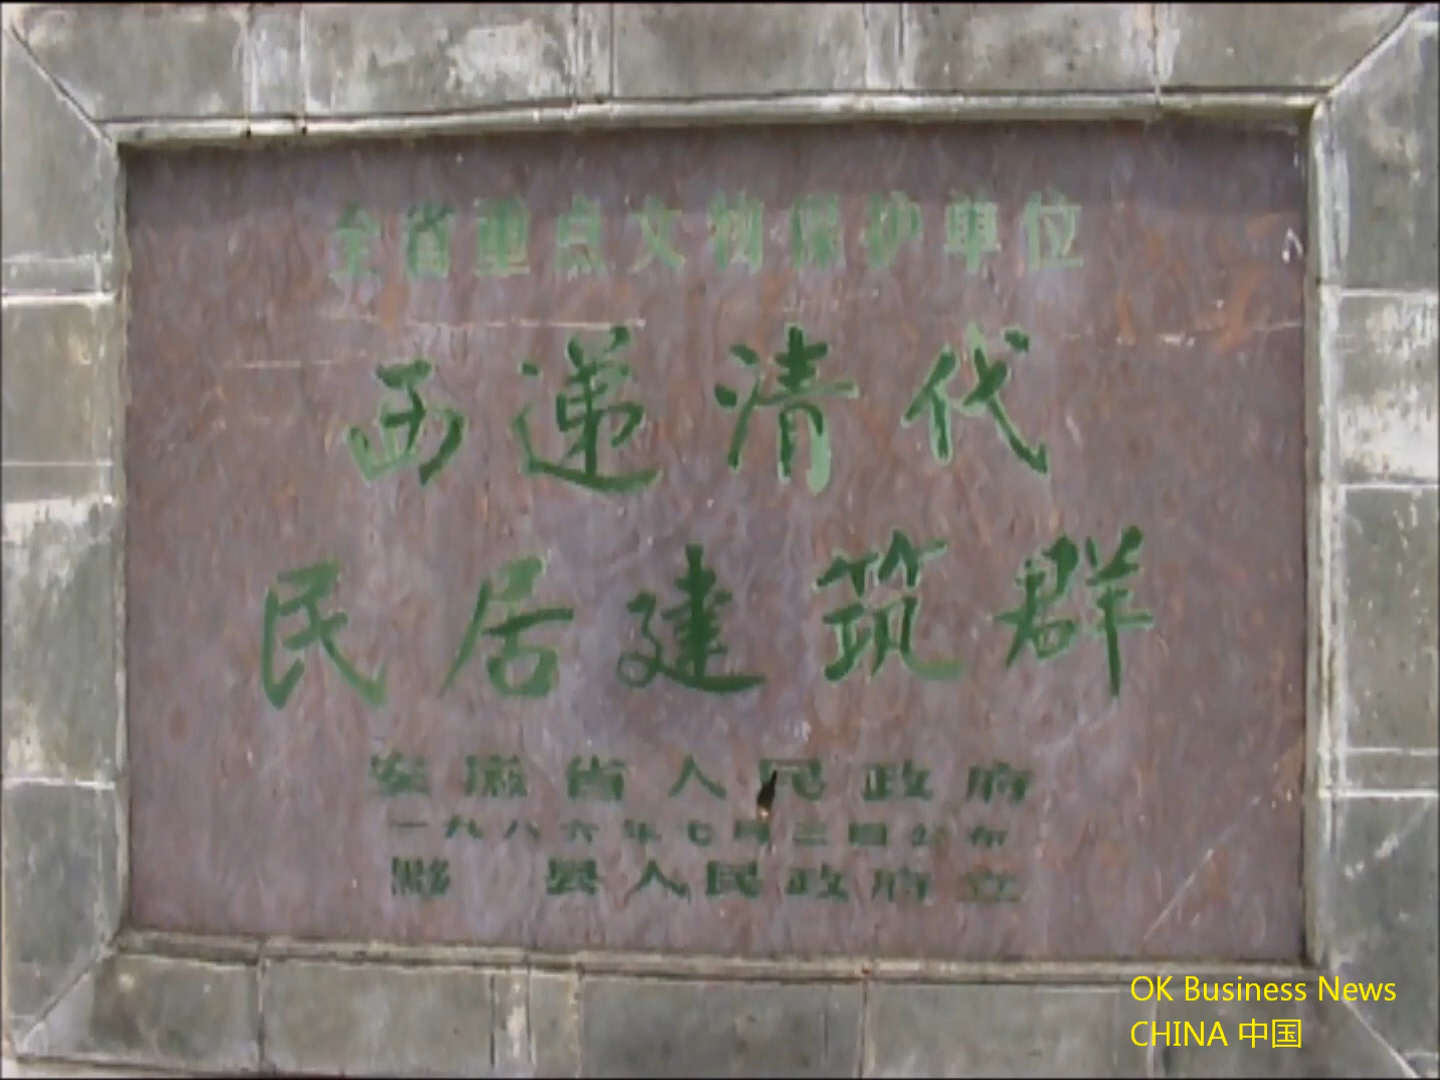 全省重点文物保护单位
西递清代
民居建筑群
安徽省人民政府
一九八六年七月三日公布
黟 县人民政府立
OK Business News
CHINA 中国